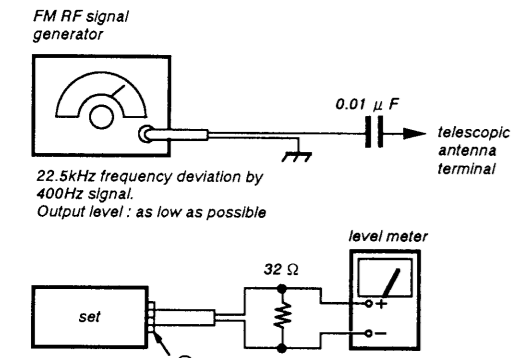 FM RF signal
generator
0.01 μ F
telescopic
antenna
terminal
22.5kHz frequency deviation by
400Hz signal.
Output level : as low as possible
level meter
32 Ω
set
+
−